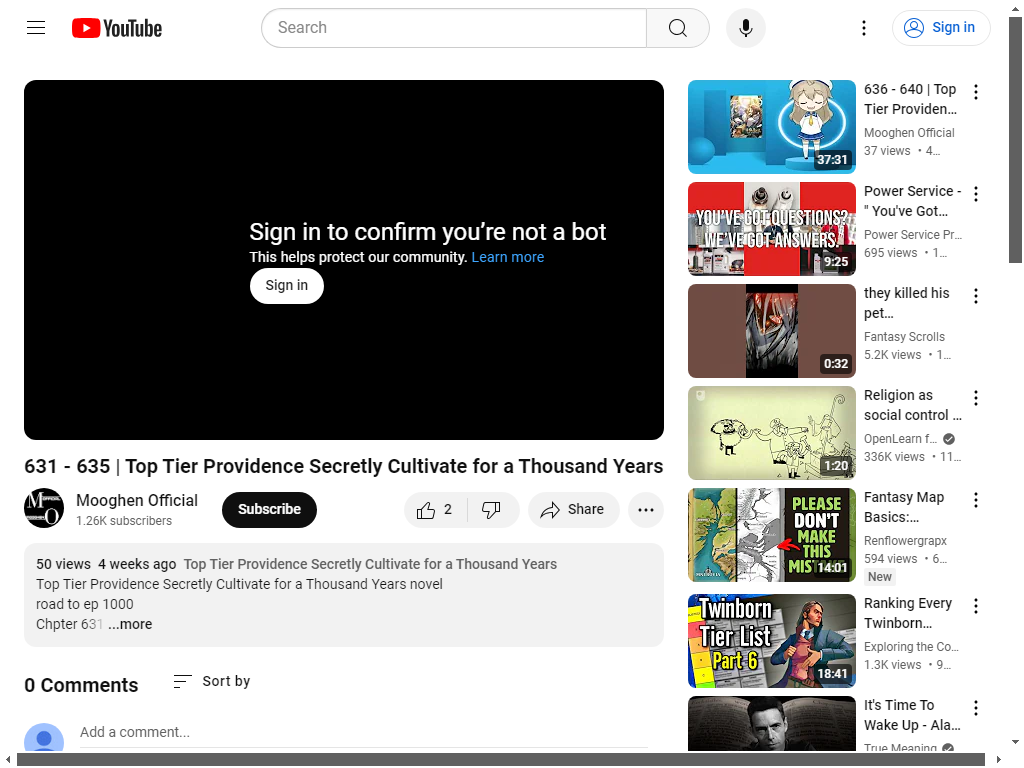 YouTube
Search
Sign in
Sign in to confirm you’re not a bot
This helps protect our community. Learn more
Sign in
631 - 635 | Top Tier Providence Secretly Cultivate for a Thousand Years
Mooghen Official
1.26K subscribers
Subscribe
2
Share
50 views 4 weeks ago Top Tier Providence Secretly Cultivate for a Thousand Years
Top Tier Providence Secretly Cultivate for a Thousand Years novel
road to ep 1000
Chpter 631 ...more
0 Comments
Sort by
Add a comment...
37:31
636 - 640 | Top
Tier Providen…
Mooghen Official
37 views • 4…
YOU'VE GOT QUESTIONS?
WE'VE GOT ANSWERS.
9:25
Power Service -
" You've Got…
Power Service Pr…
695 views • 1…
0:32
they killed his
pet…
Fantasy Scrolls
5.2K views • 1…
1:20
Religion as
social control …
OpenLearn f…
336K views • 11…
PLEASE
DON'T
MAKE
THIS
14:01
Fantasy Map
Basics:…
Renflowergrapx
594 views • 6…
New
Twinborn
Tier List
Part 6
18:41
Ranking Every
Twinborn…
Exploring the Co…
1.3K views • 9…
It's Time To
Wake Up - Ala…
True Meaning